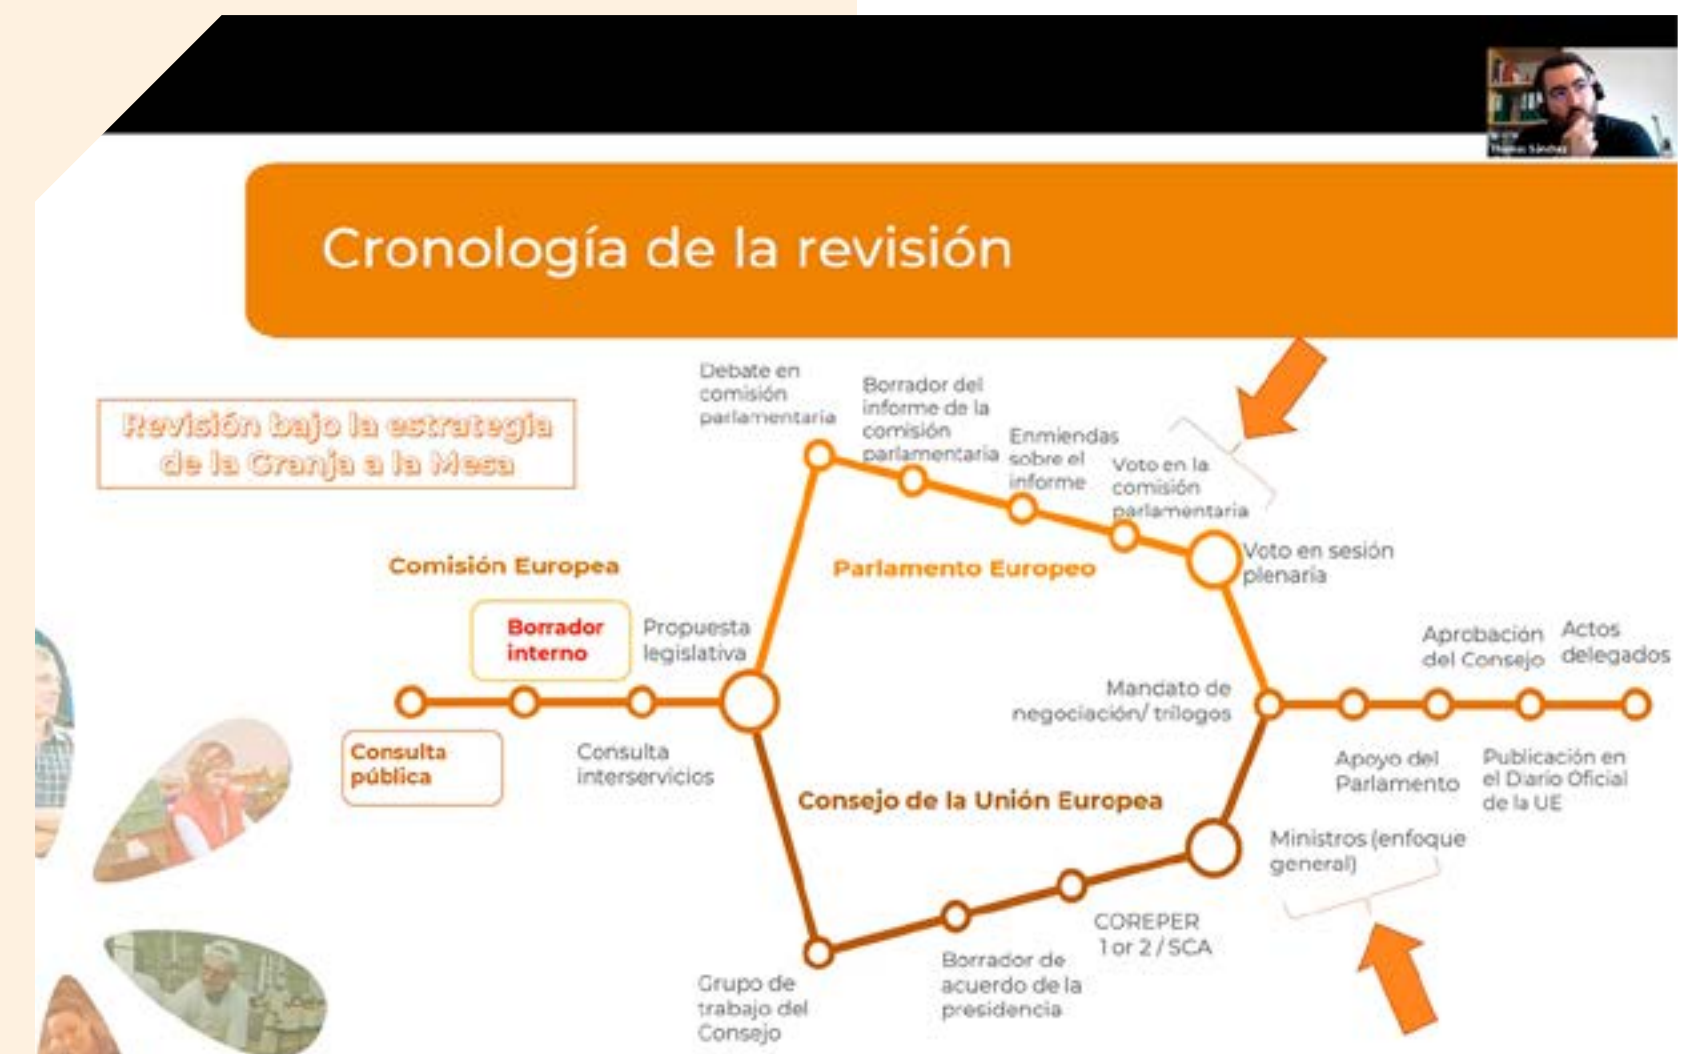 Thomas Sánchez
Cronología de la revisión
Revisión bajo la estrategia
de la Granja a la Mesa
Debate en
comisión
parlamentaria
Borrador del
informe de la
comisión
parlamentaria
Enmiendas
sobre el
informe
Voto en la
comisión
parlamentaria
Voto en sesión
plenaria
Comisión Europea
Parlamento Europeo
Borrador
interno
Propuesta
legislativa
Consulta
pública
Consulta
interservicios
Mandato de
negociación/ trílogos
Aprobación
del Consejo
Actos
delegados
Apoyo del
Parlamento
Publicación en
el Diario Oficial
de la UE
Consejo de la Unión Europea
Ministros (enfoque
general)
COREPER
1 or 2 / SCA
Borrador de
acuerdo de la
presidencia
Grupo de
trabajo del
Consejo